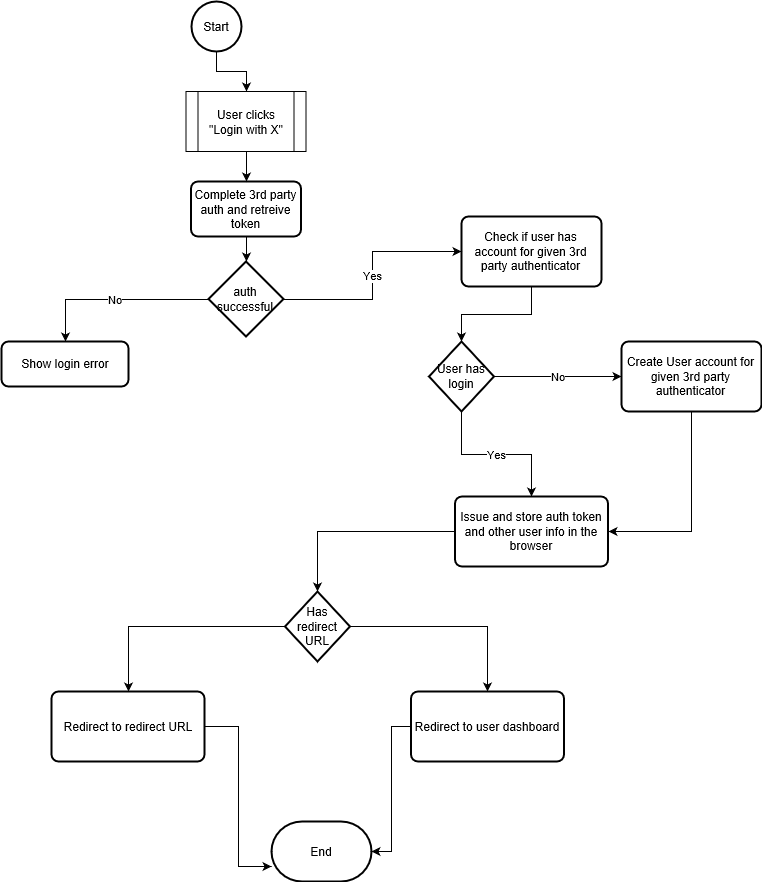 Start
User clicks
"Login with X"
Complete 3rd party
auth and retreive
token
auth
successful
Yes
No
Check if user has
account for given 3rd
party authenticator
Show login error
User has
login
No
Create User account for
given 3rd party
authenticator
Yes
Issue and store auth token
and other user info in the
browser
Has
redirect
URL
Redirect to redirect URL
Redirect to user dashboard
End